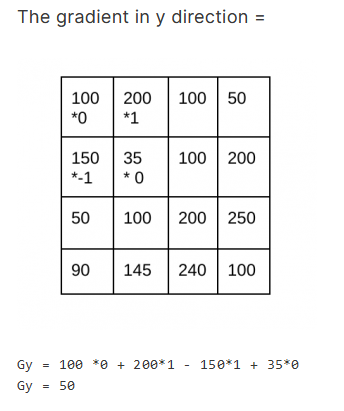 The gradient in y direction =
100 200 100 50
*0 *1
150 35 100 200
*-1 * 0
50 100 200 250
90 145 240 100
Gy = 100 *0 + 200*1 - 150*1 + 35*0
Gy = 50